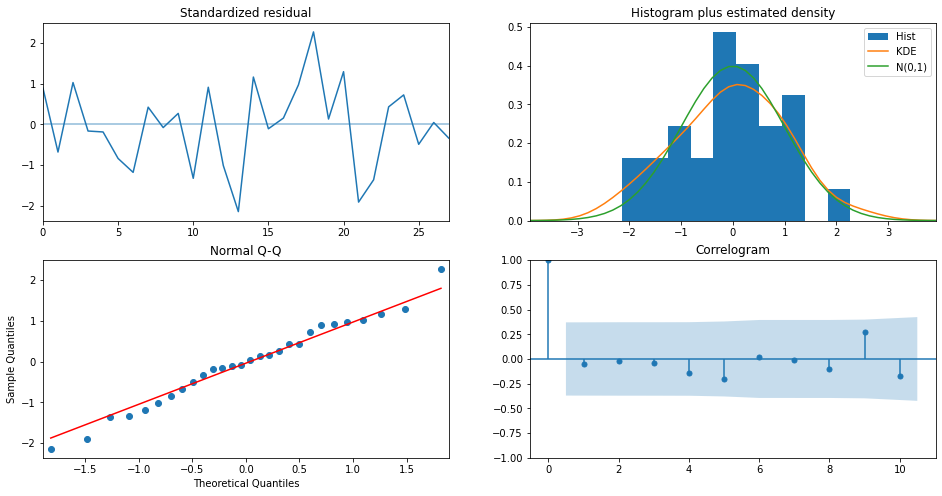 Standardized residual
2
1
0
−1
−2
0 5 10 15 20 25
Histogram plus estimated density
0.5
0.4
0.3
0.2
0.1
0.0
−3 −2 −1 0 1 2 3
Hist
KDE
N(0,1)
Normal Q-Q
Sample Quantiles
2
1
0
−1
−2
−1.5 −1.0 −0.5 0.0 0.5 1.0 1.5
Theoretical Quantiles
Correlogram
1.00
0.75
0.50
0.25
0.00
−0.25
−0.50
−0.75
−1.00
0 2 4 6 8 10